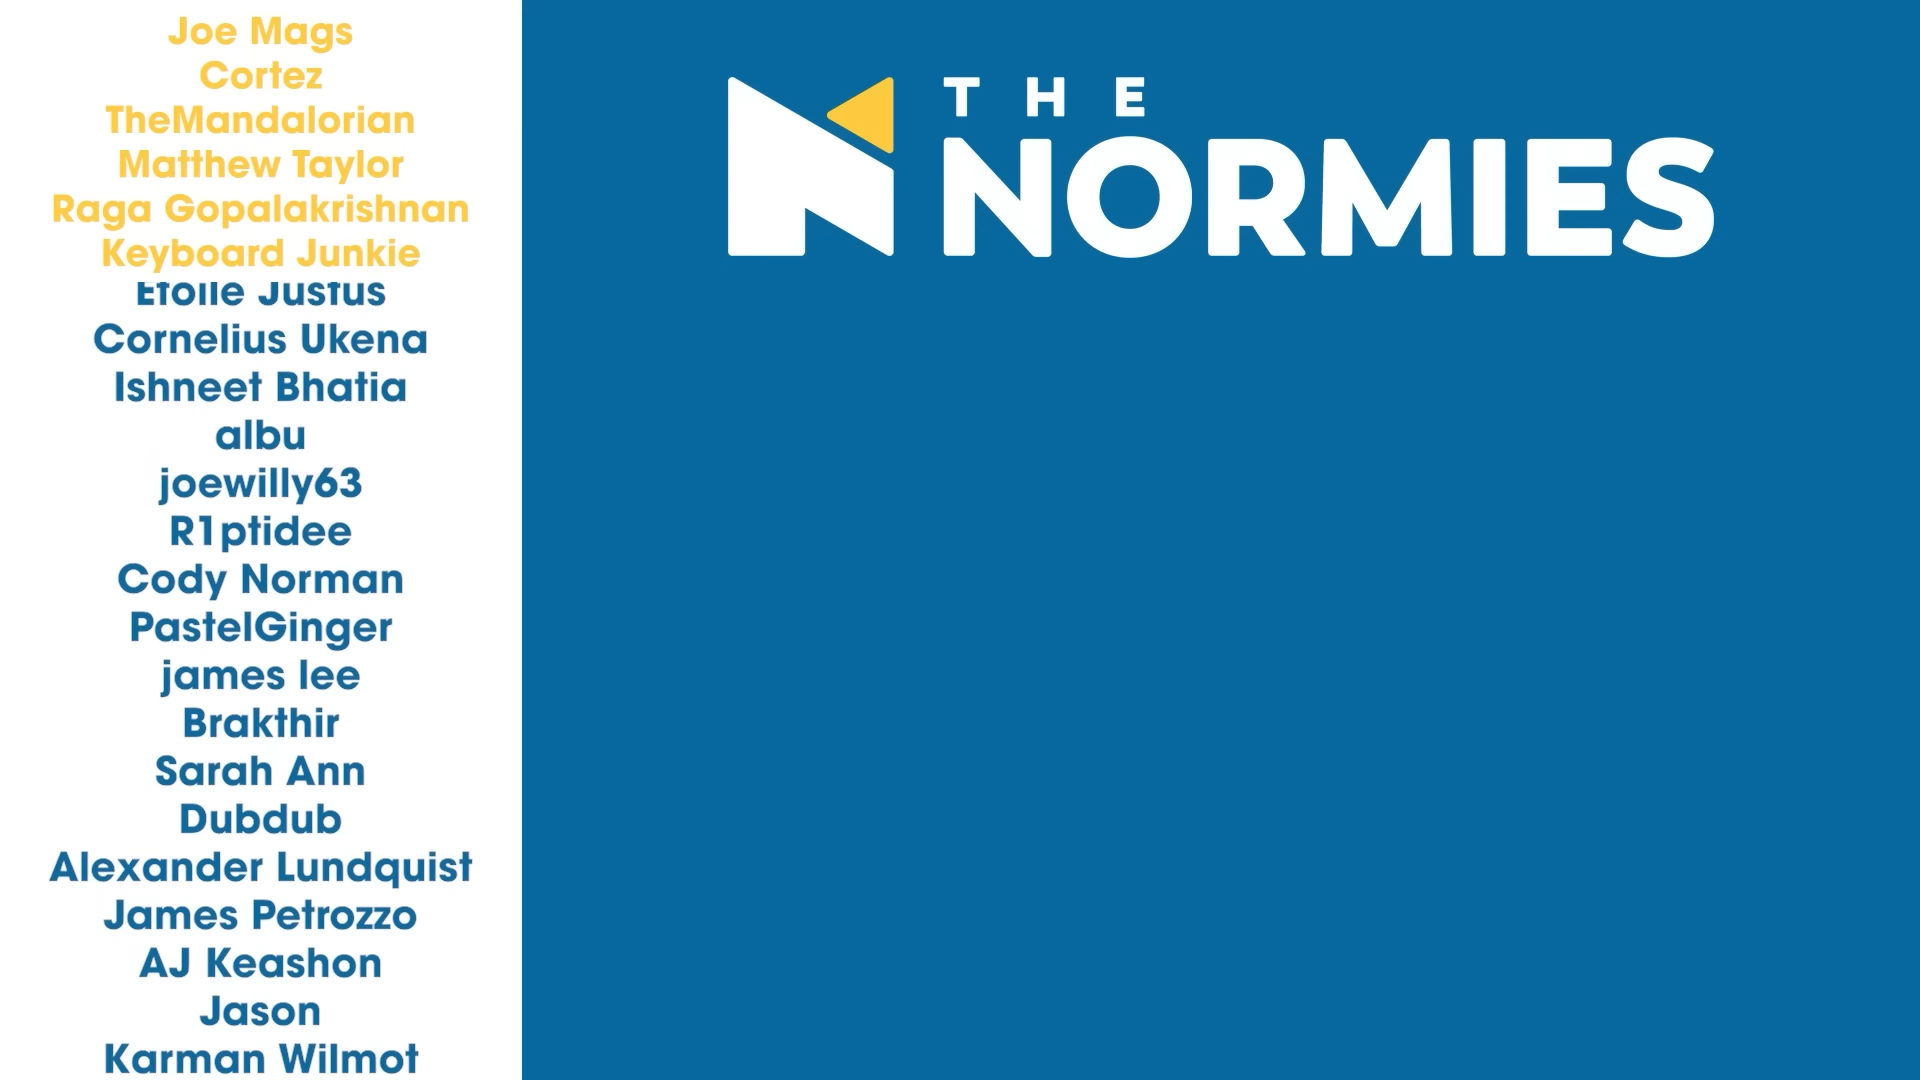 Joe Mags
Cortez
TheMandalorian
Matthew Taylor
Raga Gopalakrishnan
Keyboard Junkie
Etoile Justus
Cornelius Ukena
Ishneet Bhatia
albu
joewilly63
R1ptidee
Cody Norman
PastelGinger
james lee
Brakthir
Sarah Ann
Dubdub
Alexander Lundquist
James Petrozzo
AJ Keashon
Jason
Karman Wilmot
THE
NORMIES